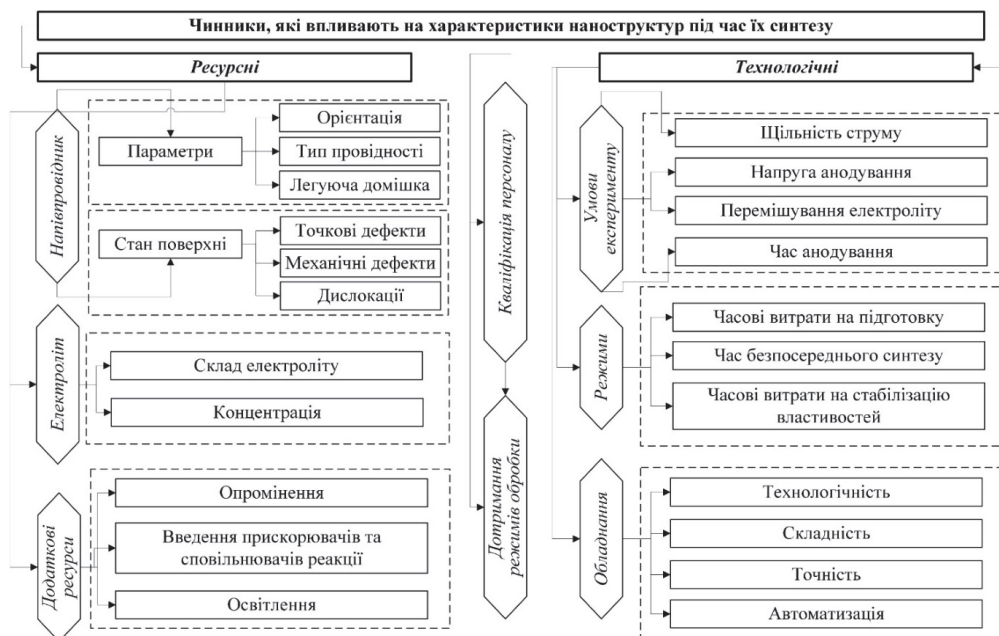 Чинники, які впливають на характеристики наноструктур під час їх синтезу
Ресурсні
Напівпровідник
Параметри
Орієнтація
Тип провідності
Легуюча домішка
Стан поверхні
Точкові дефекти
Механічні дефекти
Дислокації
Електроліт
Склад електроліту
Концентрація
Додаткові
ресурси
Опромінення
Введення прискорювачів та
сповільнювачів реакції
Освітлення
Кваліфікація персоналу
Дотримання
режимів обробки
Технологічні
Умови
експерименту
Щільність струму
Напруга анодування
Перемішування електроліту
Час анодування
Режими
Часові витрати на підготовку
Час безпосереднього синтезу
Часові витрати на стабілізацію
властивостей
Обладнання
Технологічність
Складність
Точність
Автоматизація